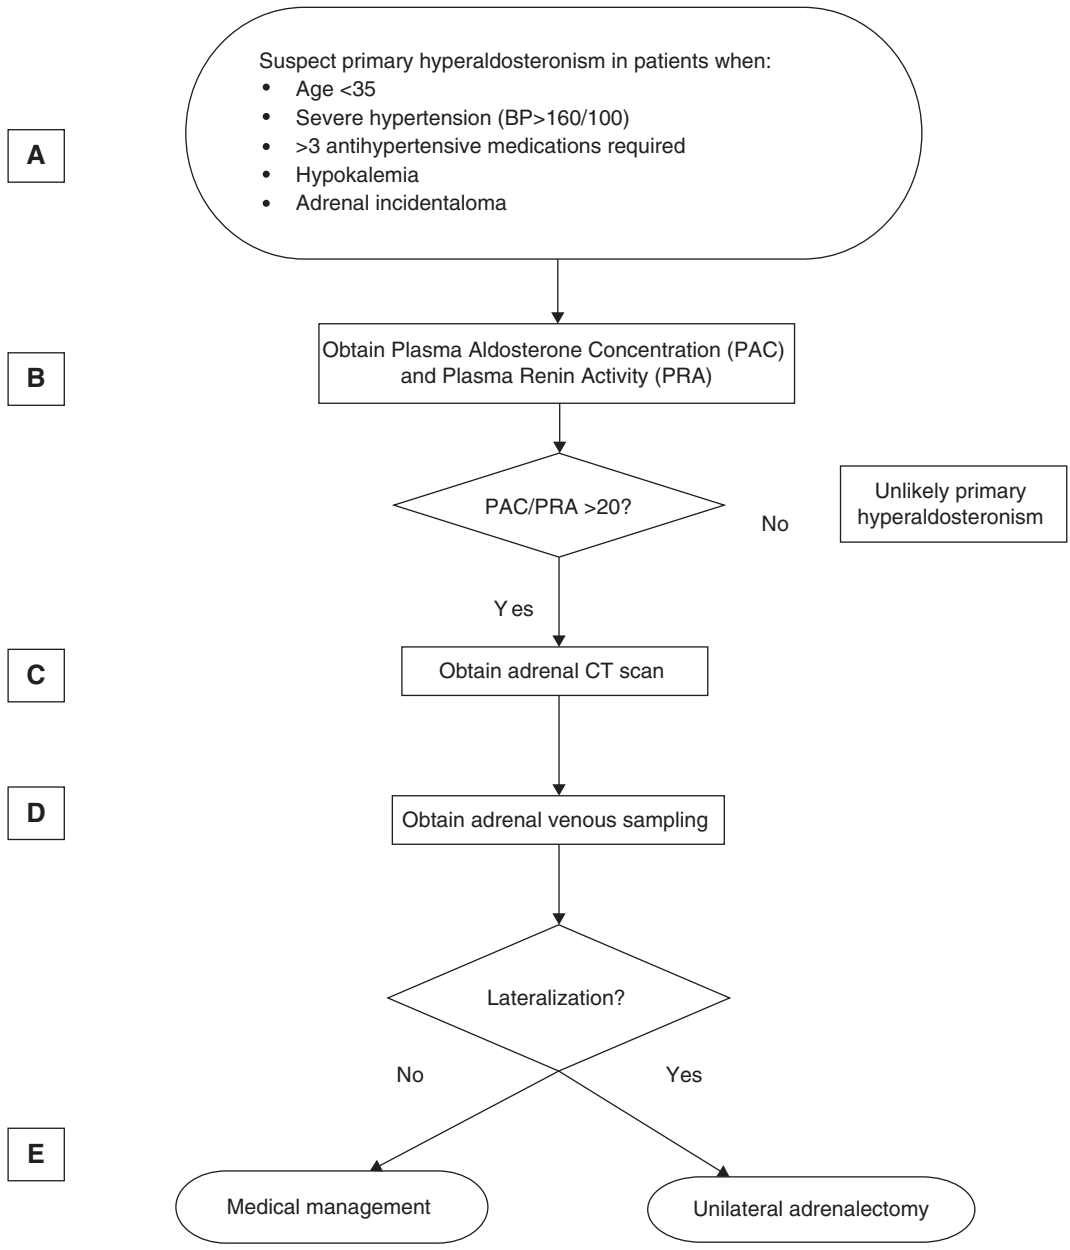 Suspect primary hyperaldosteronism in patients when:
• Age <35
• Severe hypertension (BP>160/100)
• >3 antihypertensive medications required
• Hypokalemia
• Adrenal incidentaloma
A
Obtain Plasma Aldosterone Concentration (PAC)
and Plasma Renin Activity (PRA)
B
PAC/PRA >20?
No
Unlikely primary
hyperaldosteronism
Yes
Obtain adrenal CT scan
C
Obtain adrenal venous sampling
D
Lateralization?
No
Yes
E
Medical management
Unilateral adrenalectomy